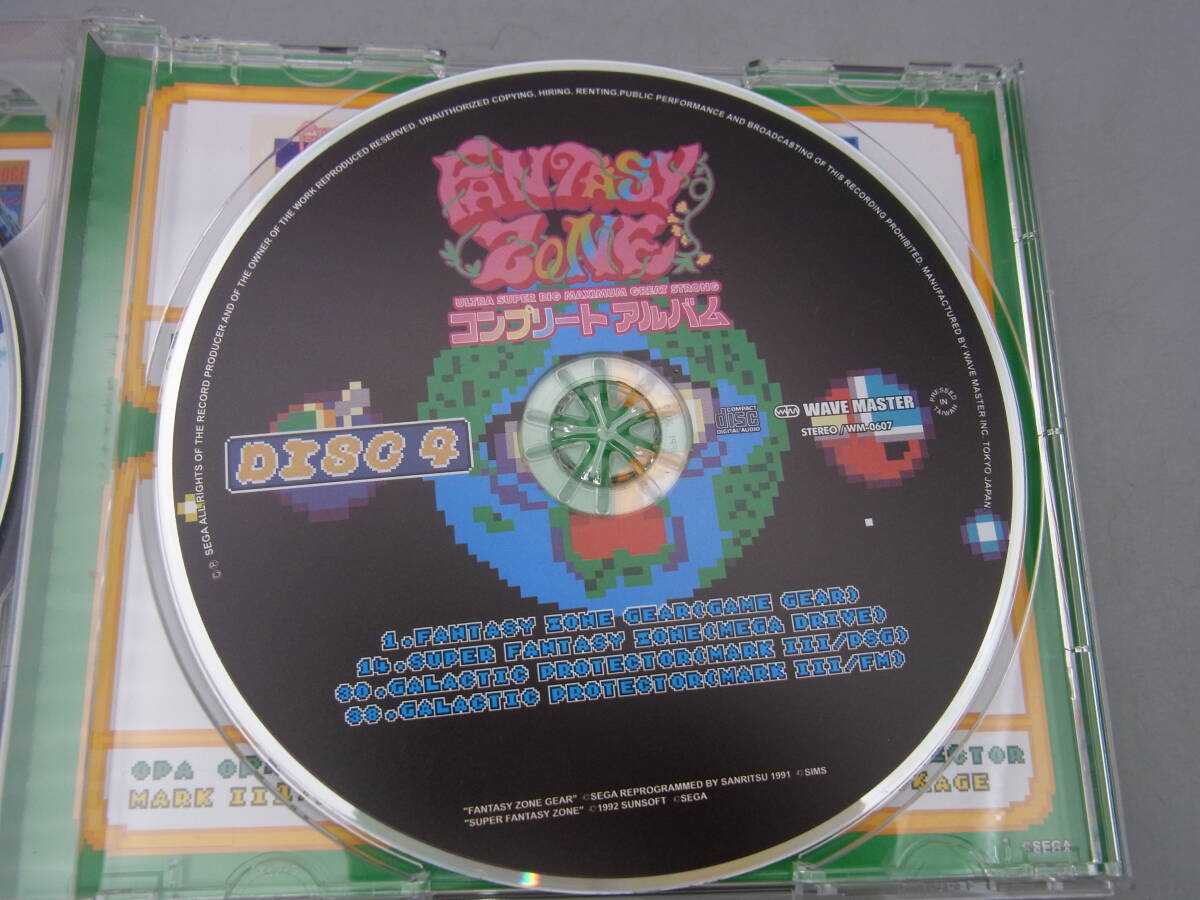 ℗© SEGA ALL RIGHTS OF THE RECORD PRODUCER AND OF THE OWNER OF THE WORK REPRODUCED RESERVED. UNAUTHORIZED COPYING, HIRING. RENTING,PUBLIC PERFORMANCE AND BROADCASTING OF THIS RECORDING PROHIBITED. MANUFACTURED BY WAVE MASTER INC. TOKYO JAPAN.
FANTASY
ZONE
ULTRA SUPER BIG MAXIMUM GREAT STRONG
コンプリート アルバム
DISC 4
COMPACT
disc
DIGITAL AUDIO
WAVE MASTER
STEREO / WM-0607
PRESSED
IN
TAIWAN
1.FANTASY ZONE GEAR(GAME GEAR)
14.SUPER FANTASY ZONE(MEGA DRIVE)
30.GALACTIC PROTECTOR(MARK III/PSG)
38.GALACTIC PROTECTOR(MARK III/FM)
"FANTASY ZONE GEAR" ©SEGA REPROGRAMMED BY SANRITSU 1991 ©SIMS
"SUPER FANTASY ZONE" ©1992 SUNSOFT ©SEGA
OPA
MARK III
©SEGA